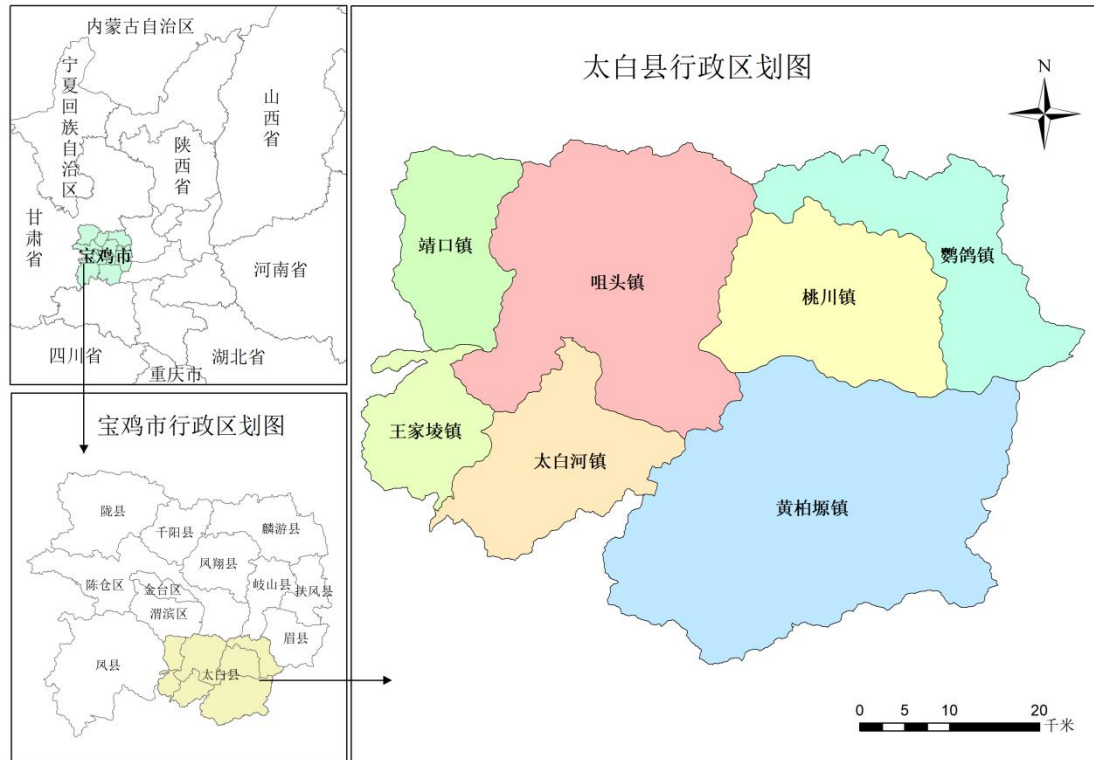 内蒙古自治区
宁夏回族自治区
山西省
陕西省
甘肃省
宝鸡市
河南省
四川省
湖北省
重庆市
宝鸡市行政区划图
陇县
千阳县
麟游县
凤翔县
陈仓区
金台区
岐山县
扶风县
渭滨区
眉县
凤县
太白县
太白县行政区划图
N
靖口镇
咀头镇
鹦鸽镇
桃川镇
王家堎镇
太白河镇
黄柏塬镇
0 5 10 20
千米